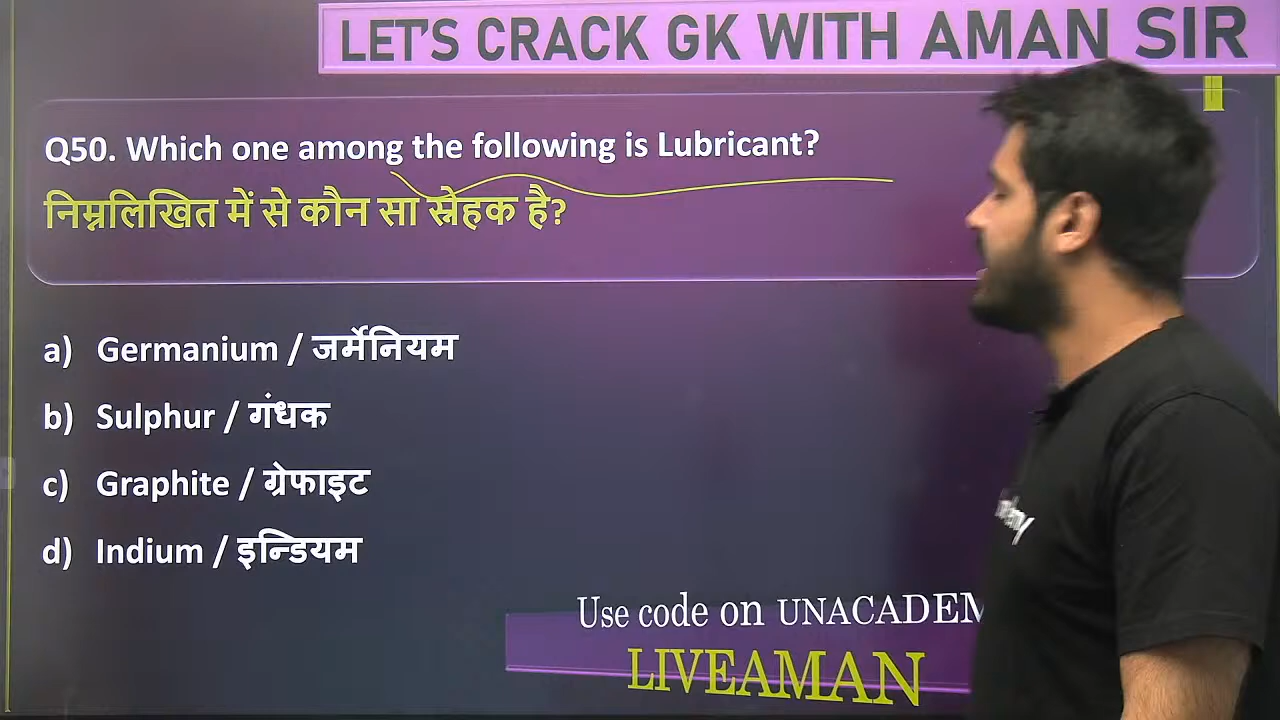 LET'S CRACK GK WITH AMAN SIR
Q50. Which one among the following is Lubricant?
निम्नलिखित में से कौन सा स्नेहक है?
a) Germanium / जर्मेनियम
b) Sulphur / गंधक
c) Graphite / ग्रेफाइट
d) Indium / इन्डियम
Use code on UNACADEM
LIVEAMAN